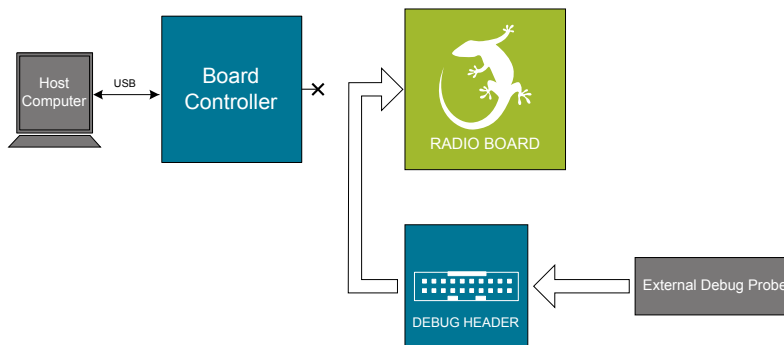 Host
Computer
USB
Board
Controller
RADIO BOARD
DEBUG HEADER
External Debug Probe